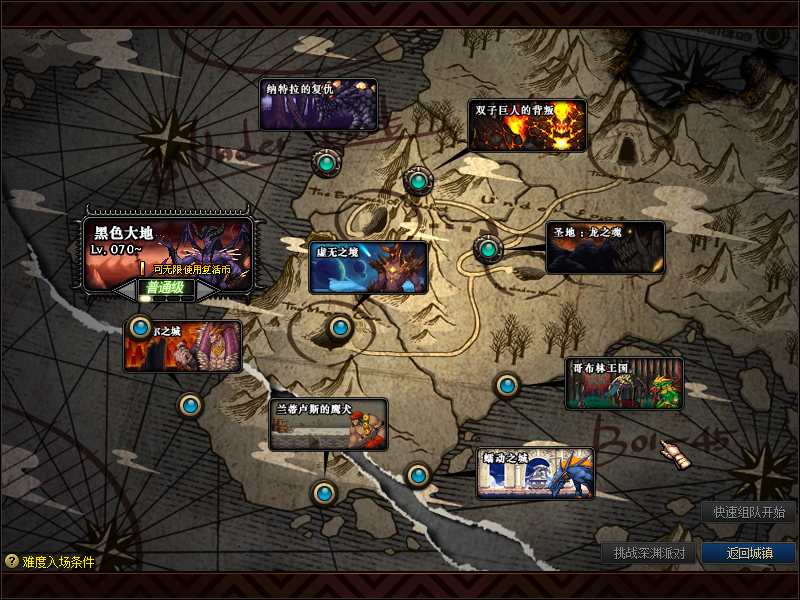 纳特拉的复仇
双子巨人的背叛
黑色大地
Lv. 070~
! 可无限使用复活币
普通级
虚无之境
圣地：龙之魂
尔之城
哥布林王国
兰蒂卢斯的鹰犬
蠕动之城
Bol 45
快速组队开始
? 难度入场条件
挑战深渊派对
返回城镇